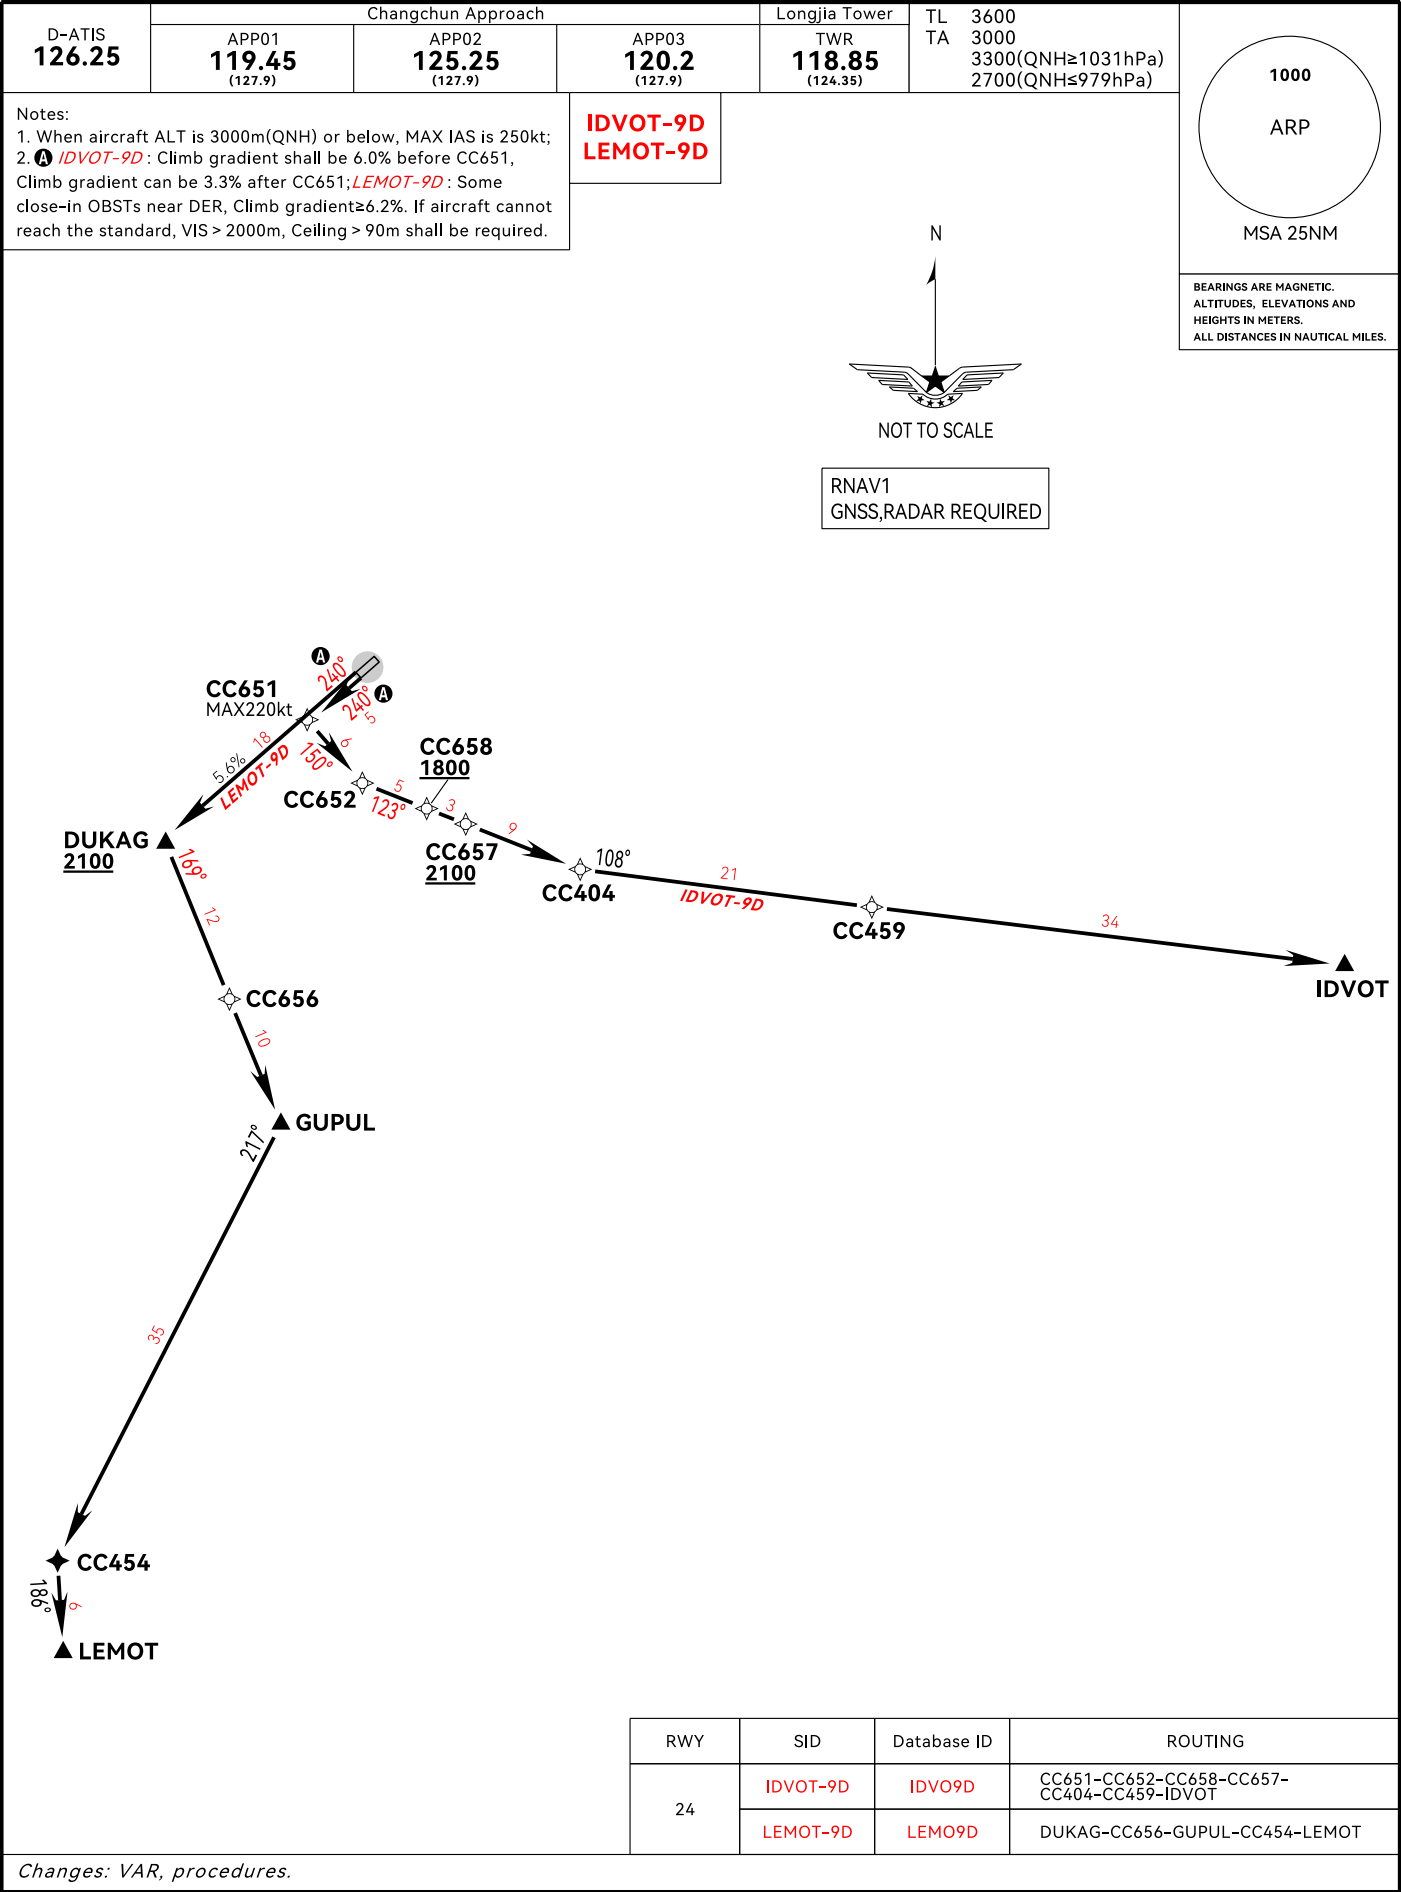 D-ATIS
126.25
Changchun Approach
APP01
119.45
(127.9)
APP02
125.25
(127.9)
APP03
120.2
(127.9)
Longjia Tower
TWR
118.85
(124.35)
TL 3600
TA 3000
3300(QNH≥1031hPa)
2700(QNH≤979hPa)
1000
ARP
MSA 25NM
BEARINGS ARE MAGNETIC.
ALTITUDES, ELEVATIONS AND
HEIGHTS IN METERS.
ALL DISTANCES IN NAUTICAL MILES.
Notes:
1. When aircraft ALT is 3000m(QNH) or below, MAX IAS is 250kt;
2. A IDVOT-9D : Climb gradient shall be 6.0% before CC651,
Climb gradient can be 3.3% after CC651; LEMOT-9D : Some
close-in OBSTs near DER, Climb gradient≥6.2%. If aircraft cannot
reach the standard, VIS > 2000m, Ceiling > 90m shall be required.
IDVOT-9D
LEMOT-9D
N
NOT TO SCALE
RNAV1
GNSS,RADAR REQUIRED
A
240°
A
240°
5
CC651
MAX220kt
18
5.6%
LEMOT-9D
6
150°
CC652
5
123°
CC658
1800
3
CC657
2100
9
CC404
108°
21
IDVOT-9D
CC459
34
IDVOT
DUKAG
2100
169°
12
CC656
10
GUPUL
217°
35
CC454
186°
6
LEMOT
RWY
SID
Database ID
ROUTING
24
IDVOT-9D
IDVO9D
CC651-CC652-CC658-CC657-
CC404-CC459-IDVOT
LEMOT-9D
LEMO9D
DUKAG-CC656-GUPUL-CC454-LEMOT
Changes: VAR, procedures.